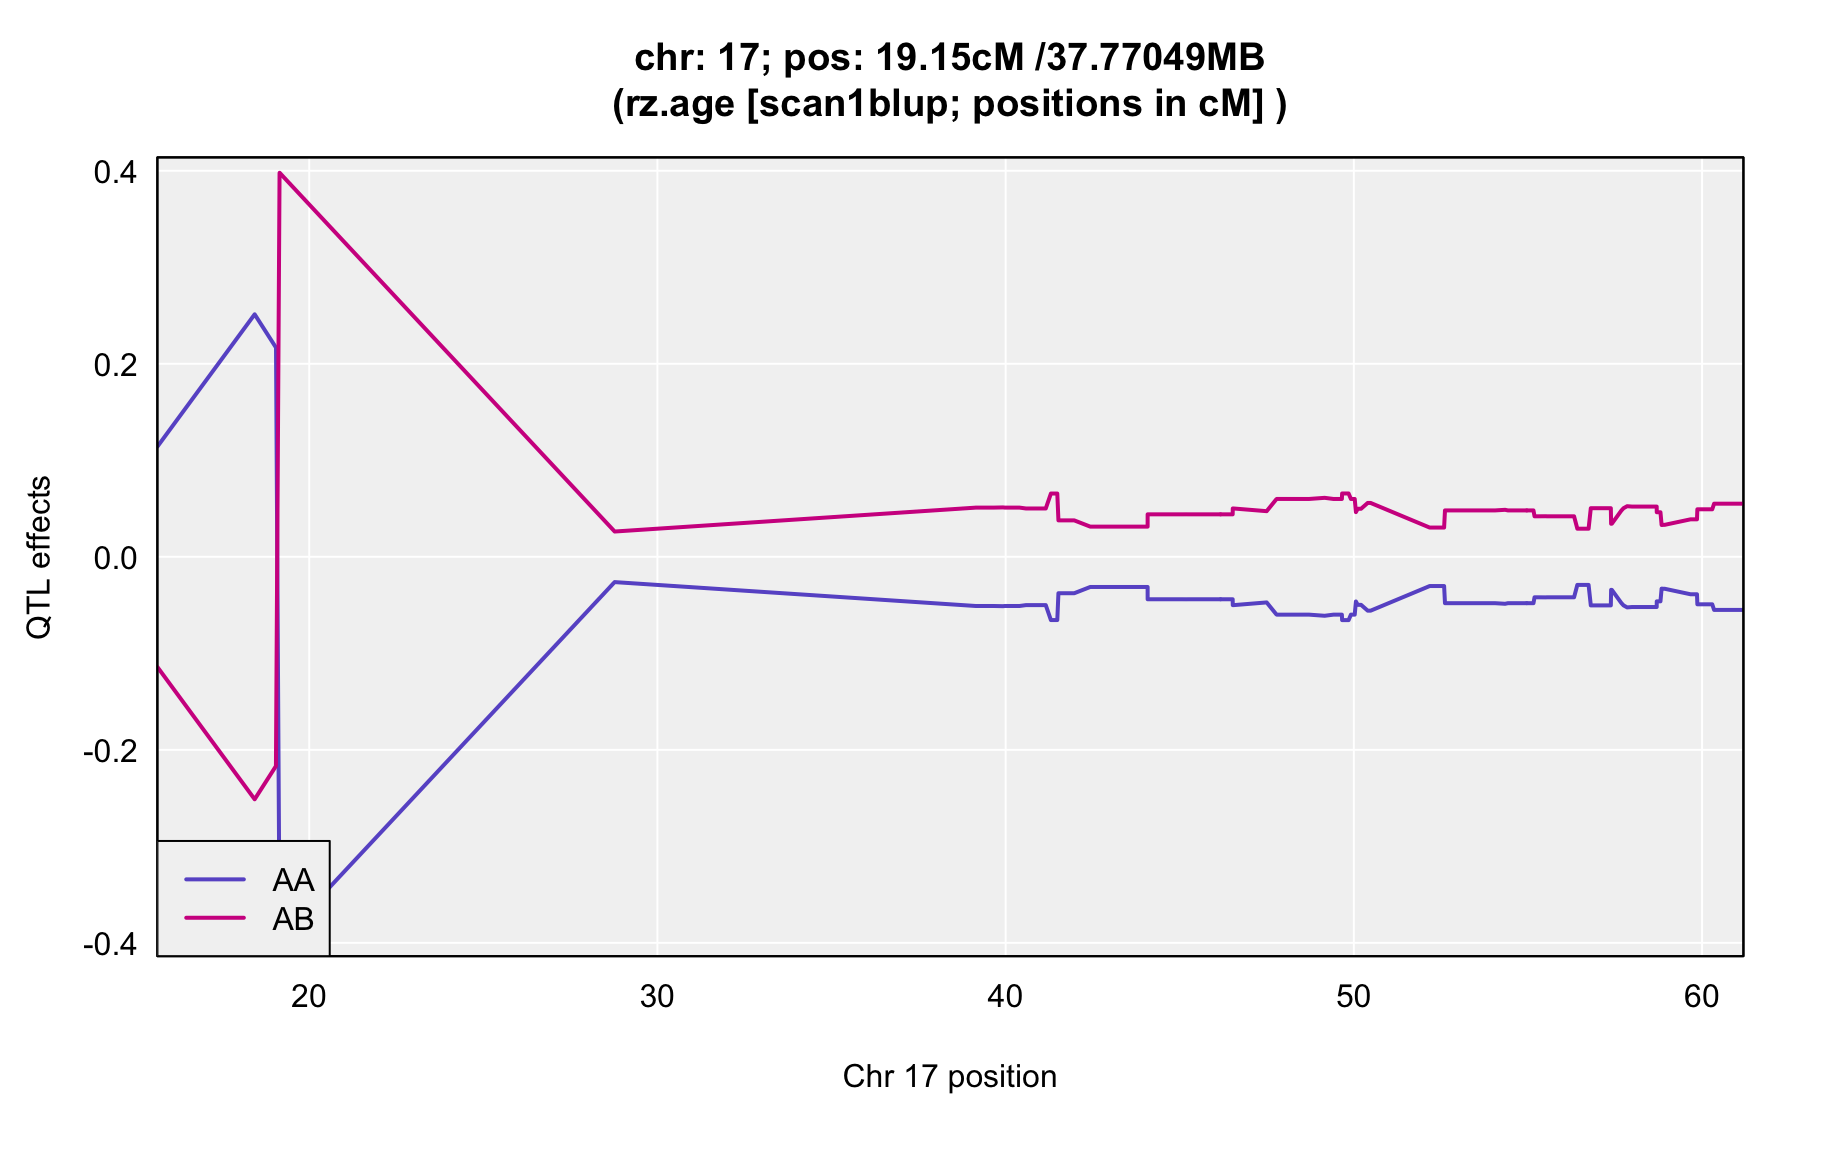 chr: 17; pos: 19.15cM /37.77049MB
(rz.age [scan1blup; positions in cM] )
QTL effects
0.4
0.2
0.0
-0.2
-0.4
AA
AB
20 30 40 50 60
Chr 17 position